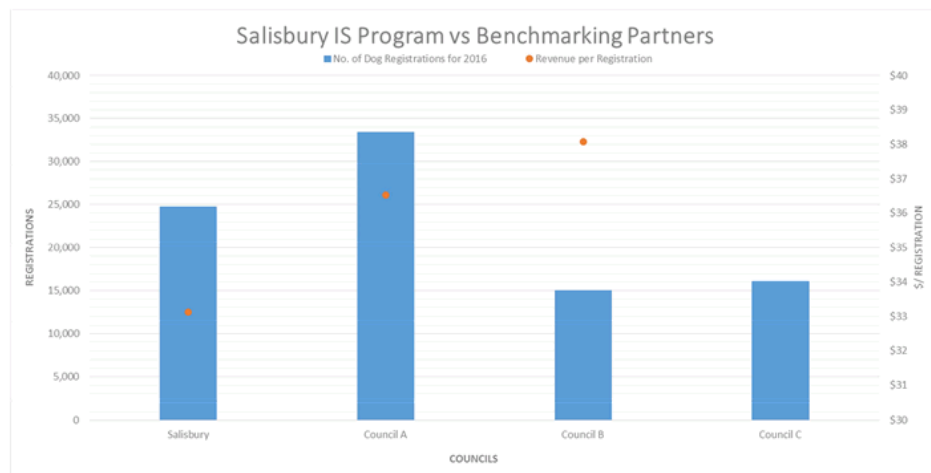 Salisbury IS Program vs Benchmarking Partners
No. of Dog Registrations for 2016 Revenue per Registration
40,000 $40
$39
35,000 $38
30,000 $37
25,000 $36
20,000 $35
15,000 $34
$33
10,000 $32
5,000 $31
0 $30
REGISTRATIONS
$/ REGISTRATION
Salisbury Council A Council B Council C
COUNCILS